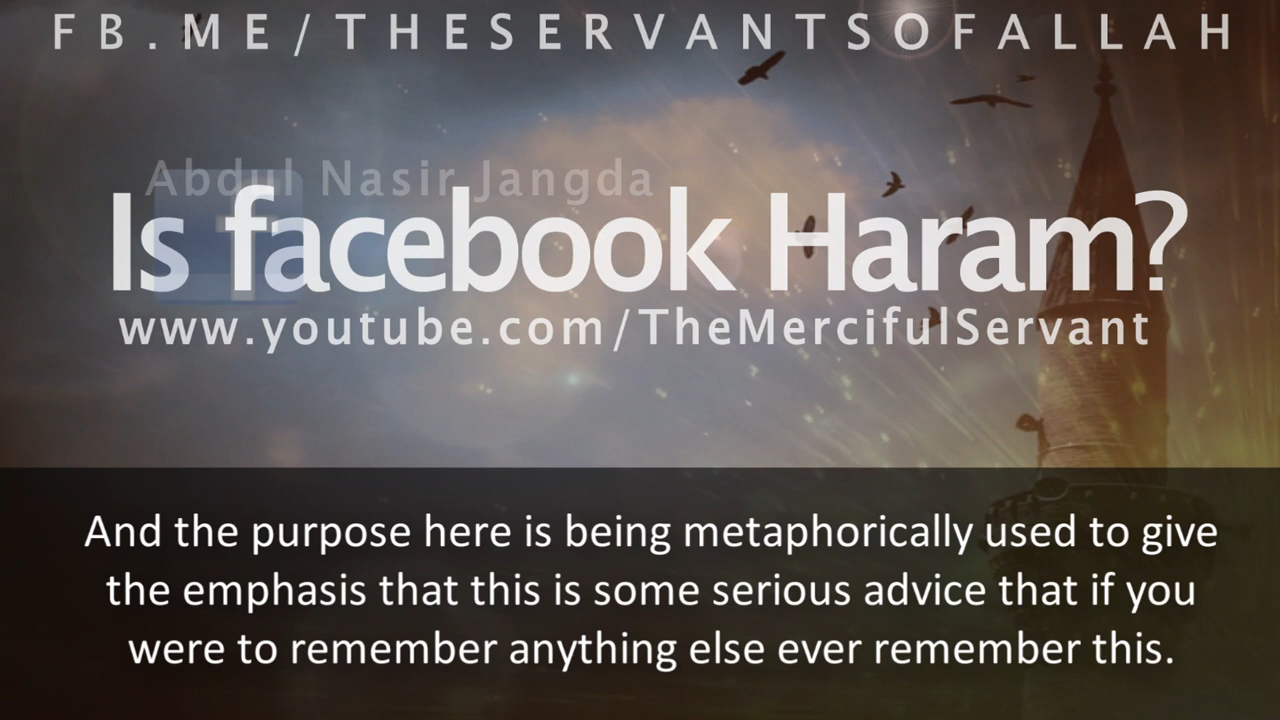 FB.ME/THESERVANTSOFALLAH
Abdul Nasir Jangda
Is facebook Haram?
www.youtube.com/TheMercifulServant
And the purpose here is being metaphorically used to give
the emphasis that this is some serious advice that if you
were to remember anything else ever remember this.